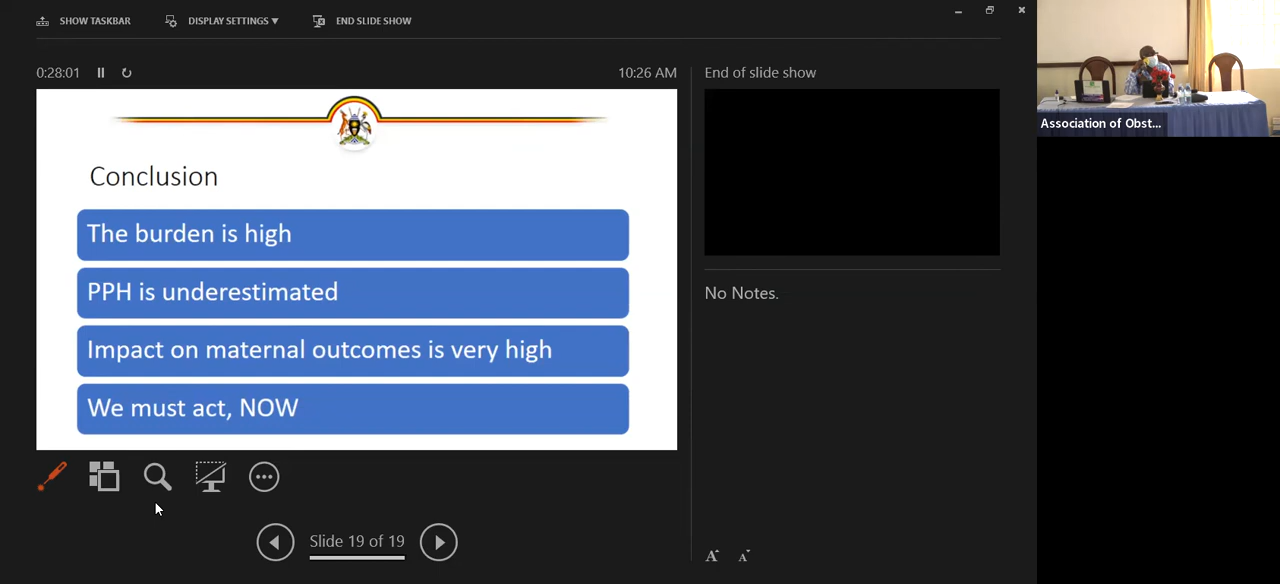 SHOW TASKBAR
DISPLAY SETTINGS ▼
END SLIDE SHOW
0:28:01
10:26 AM
End of slide show
Conclusion
The burden is high
PPH is underestimated
Impact on maternal outcomes is very high
We must act, NOW
No Notes.
Slide 19 of 19
A A
Association of Obst...